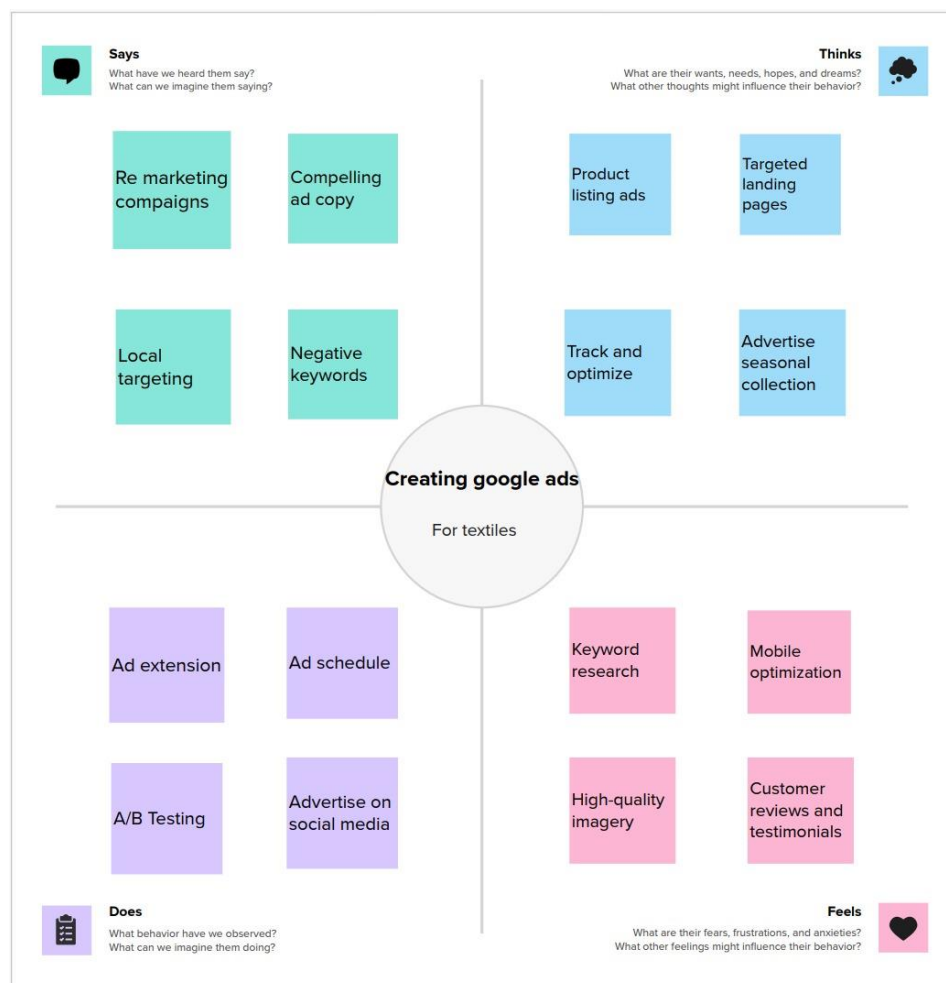 Says
What have we heard them say?
What can we imagine them saying?
Thinks
What are their wants, needs, hopes, and dreams?
What other thoughts might influence their behavior?
Re marketing
compaigns
Compelling
ad copy
Product
listing ads
Targeted
landing
pages
Local
targeting
Negative
keywords
Track and
optimize
Advertise
seasonal
collection
Creating google ads
For textiles
Ad extension
Ad schedule
Keyword
research
Mobile
optimization
A/B Testing
Advertise on
social media
High-quality
imagery
Customer
reviews and
testimonials
Does
What behavior have we observed?
What can we imagine them doing?
Feels
What are their fears, frustrations, and anxieties?
What other feelings might influence their behavior?